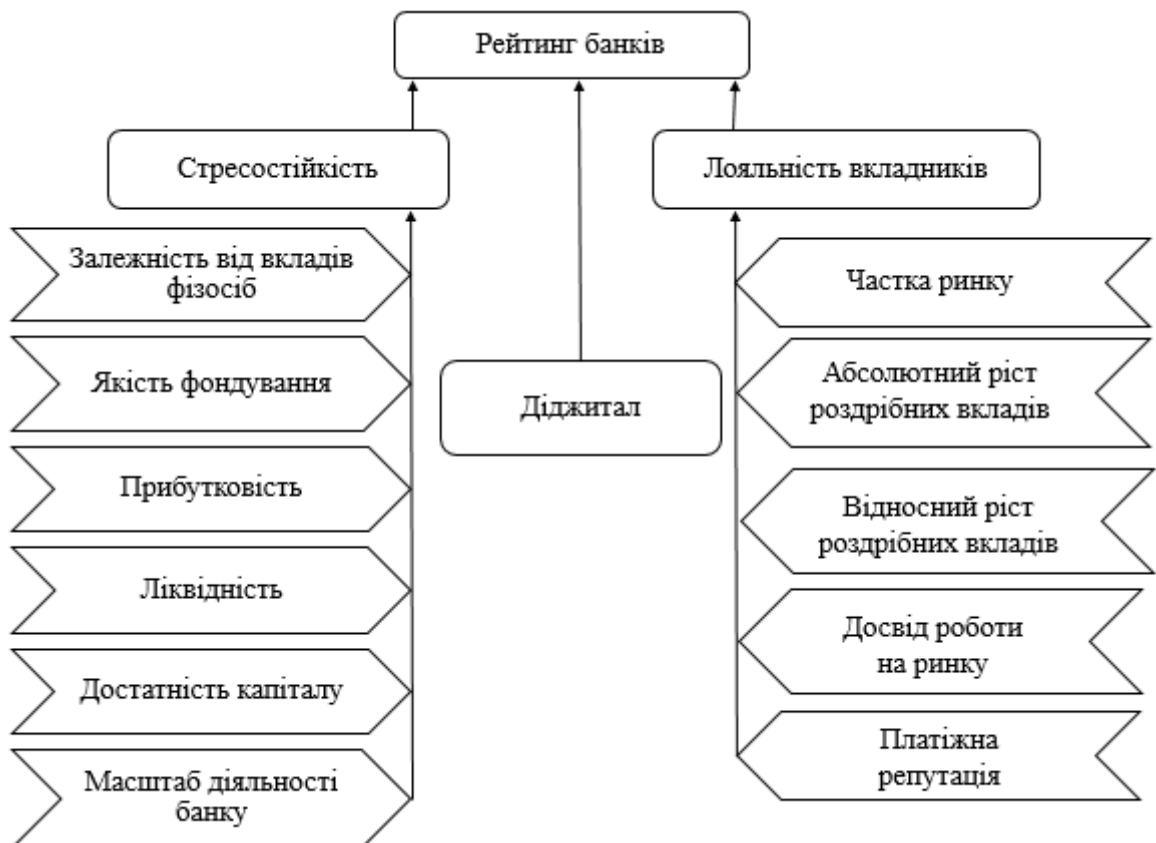 Рейтинг банків
Стресостійкість
Лояльність вкладників
Залежність від вкладів
фізосіб
Якість фондування
Прибутковість
Ліквідність
Достатність капіталу
Масштаб діяльності
банку
Діджитал
Частка ринку
Абсолютний ріст
роздрібних вкладів
Відносний ріст
роздрібних вкладів
Досвід роботи
на ринку
Платіжна
репутація